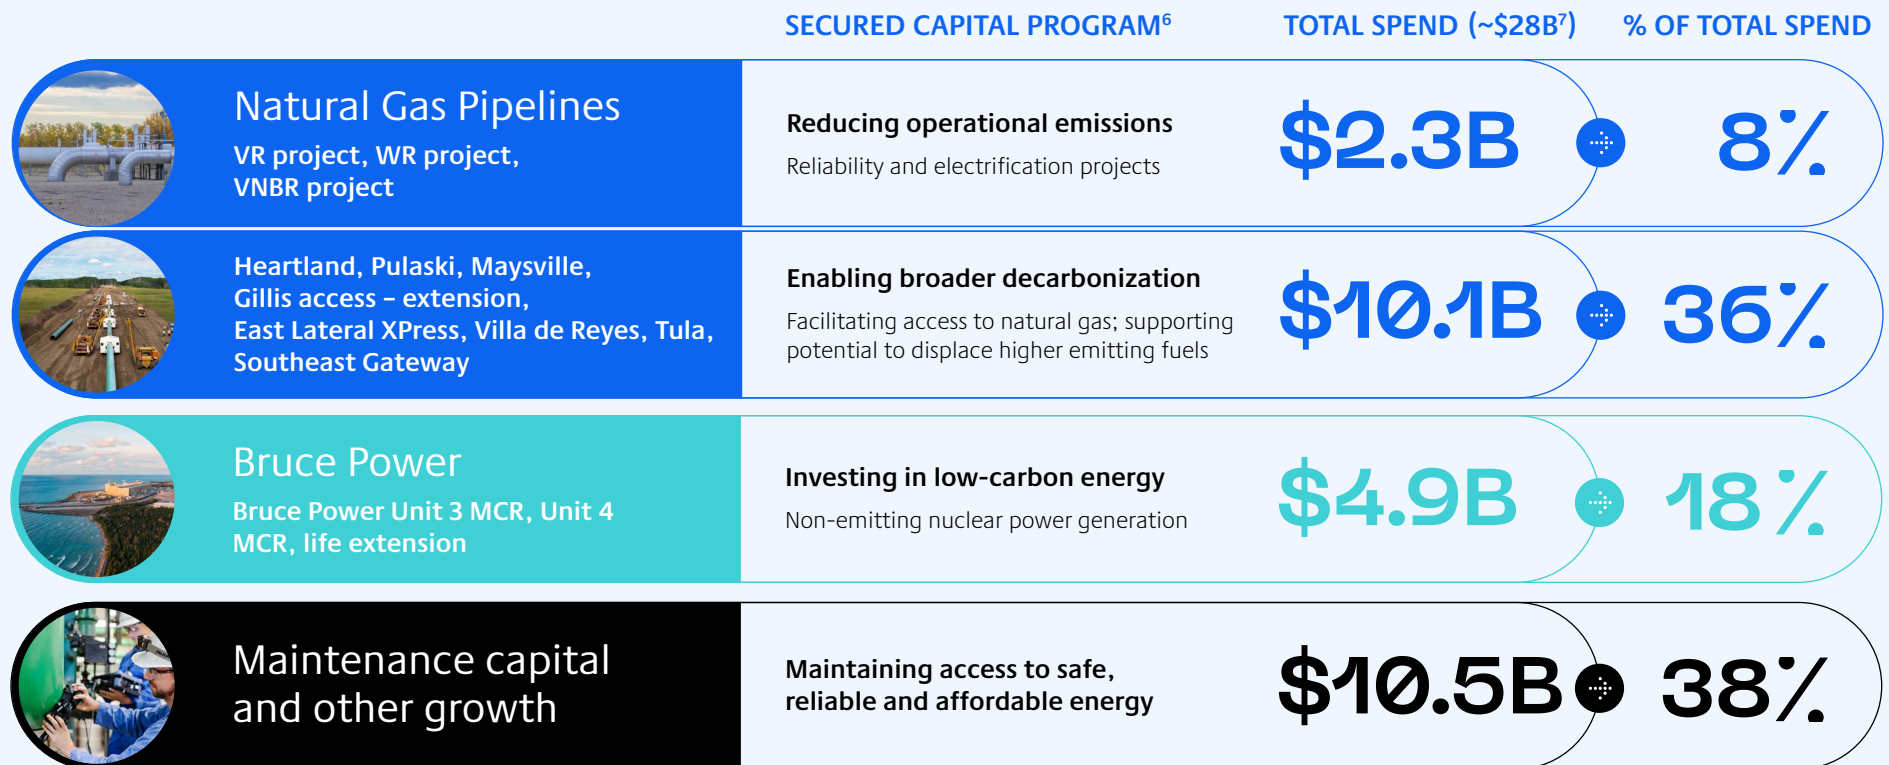 SECURED CAPITAL PROGRAM⁶ TOTAL SPEND (~$28B⁷) % OF TOTAL SPEND
Natural Gas Pipelines
VR project, WR project,
VNBR project
Reducing operational emissions
Reliability and electrification projects
$2.3B
8%
Heartland, Pulaski, Maysville,
Gillis access – extension,
East Lateral XPress, Villa de Reyes, Tula,
Southeast Gateway
Enabling broader decarbonization
Facilitating access to natural gas; supporting
potential to displace higher emitting fuels
$10.1B
36%
Bruce Power
Bruce Power Unit 3 MCR, Unit 4
MCR, life extension
Investing in low-carbon energy
Non-emitting nuclear power generation
$4.9B
18%
Maintenance capital
and other growth
Maintaining access to safe,
reliable and affordable energy
$10.5B
38%